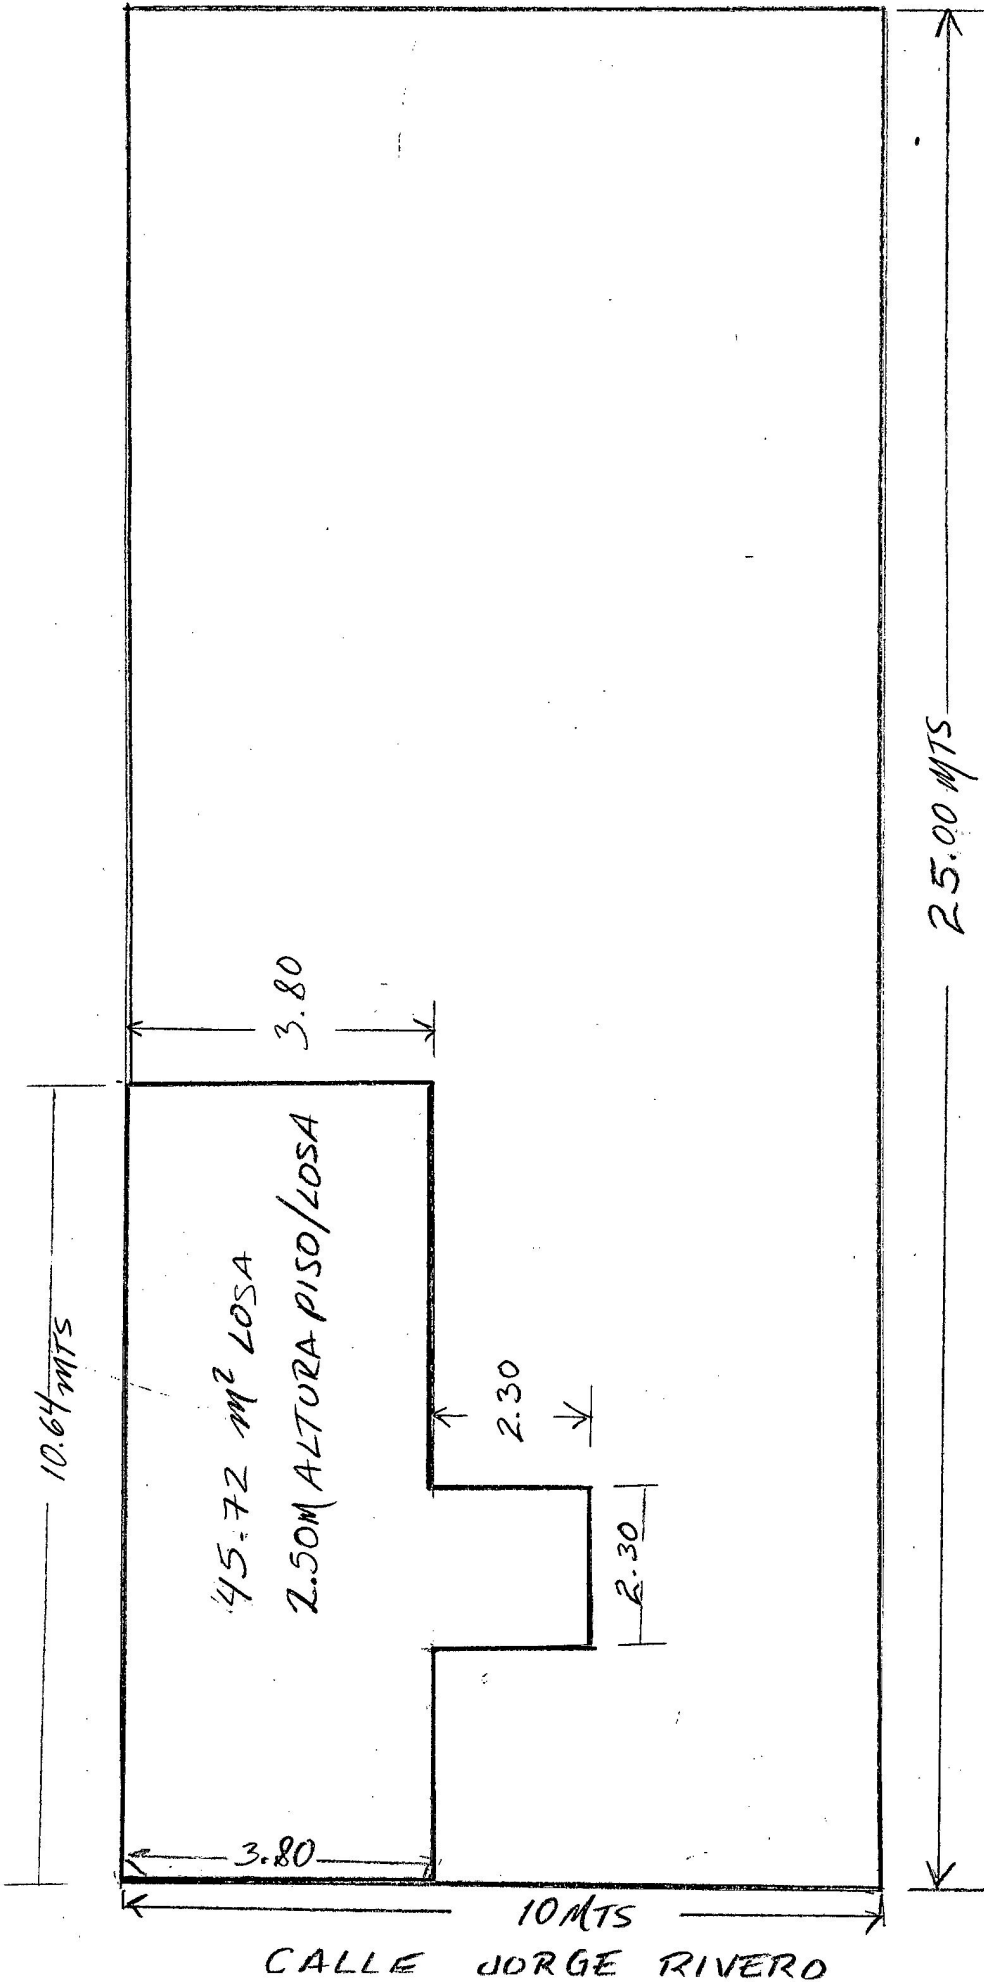 25.00 MTS
3.80
10.64 MTS
45.72 m² LOSA
2.50M ALTURA PISO/LOSA
2.30
2.30
3.80
10 MTS
CALLE JORGE RIVERO